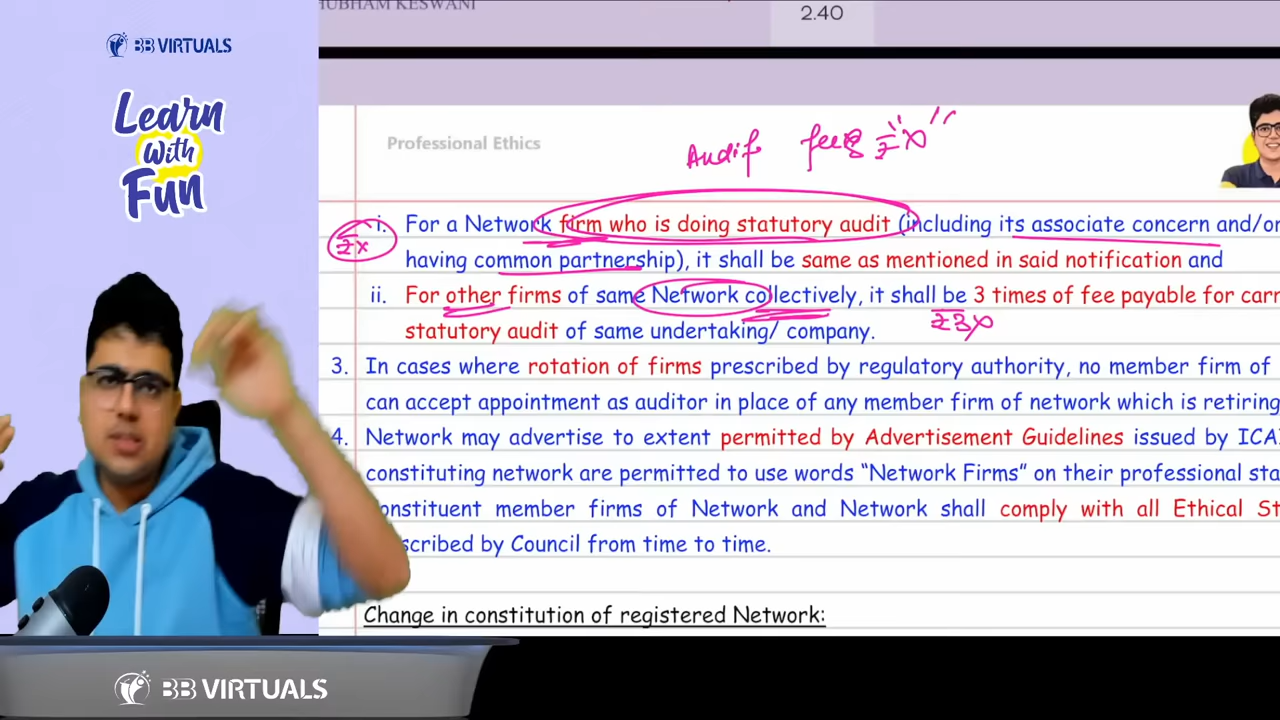 HUBHAM KESWANI
2.40
BB VIRTUALS
Learn
With
Fun
Professional Ethics
Audit fees ₹ "x"
i. For a Network firm who is doing statutory audit (including its associate concern and/or
₹x
having common partnership), it shall be same as mentioned in said notification and
ii. For other firms of same Network collectively, it shall be 3 times of fee payable for carr
₹3x
statutory audit of same undertaking/ company.
3. In cases where rotation of firms prescribed by regulatory authority, no member firm of
can accept appointment as auditor in place of any member firm of network which is retiring
4. Network may advertise to extent permitted by Advertisement Guidelines issued by ICA
constituting network are permitted to use words “Network Firms” on their professional sta
onstituent member firms of Network and Network shall comply with all Ethical St
scribed by Council from time to time.
Change in constitution of registered Network:
BB VIRTUALS